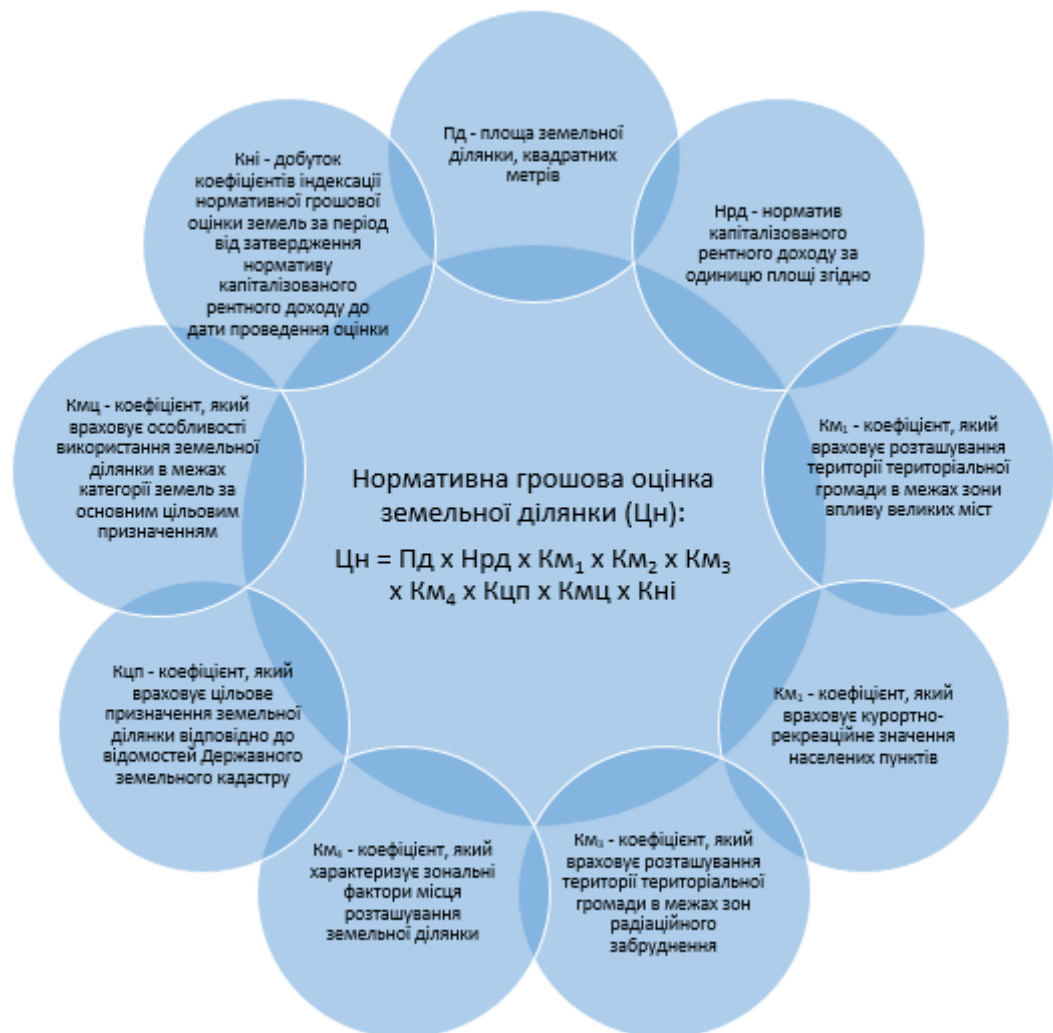 Пд - площа земельної
ділянки, квадратних
метрів
Нрд - норматив
капіталізованого
рентного доходу за
одиницю площі згідно
Км₁ - коефіцієнт, який
враховує розташування
території територіальної
громади в межах зони
впливу великих міст
Км₂ - коефіцієнт, який
враховує курортно-
рекреаційне значення
населених пунктів
Км₃ - коефіцієнт, який
враховує розташування
території територіальної
громади в межах зон
радіаційного
забруднення
Км₄ - коефіцієнт, який
характеризує зональні
фактори місця
розташування
земельної ділянки
Кцп - коефіцієнт, який
враховує цільове
призначення земельної
ділянки відповідно до
відомостей Державного
земельного кадастру
Кмц - коефіцієнт, який
враховує особливості
використання земельної
ділянки в межах
категорії земель за
основним цільовим
призначенням
Кні - добуток
коефіцієнтів індексації
нормативної грошової
оцінки земель за період
від затвердження
нормативу
капіталізованого
рентного доходу до
дати проведення оцінки
Нормативна грошова оцінка
земельної ділянки (Цн):
Цн = Пд х Нрд х Км₁ х Км₂ х Км₃
х Км₄ х Кцп х Кмц х Кні